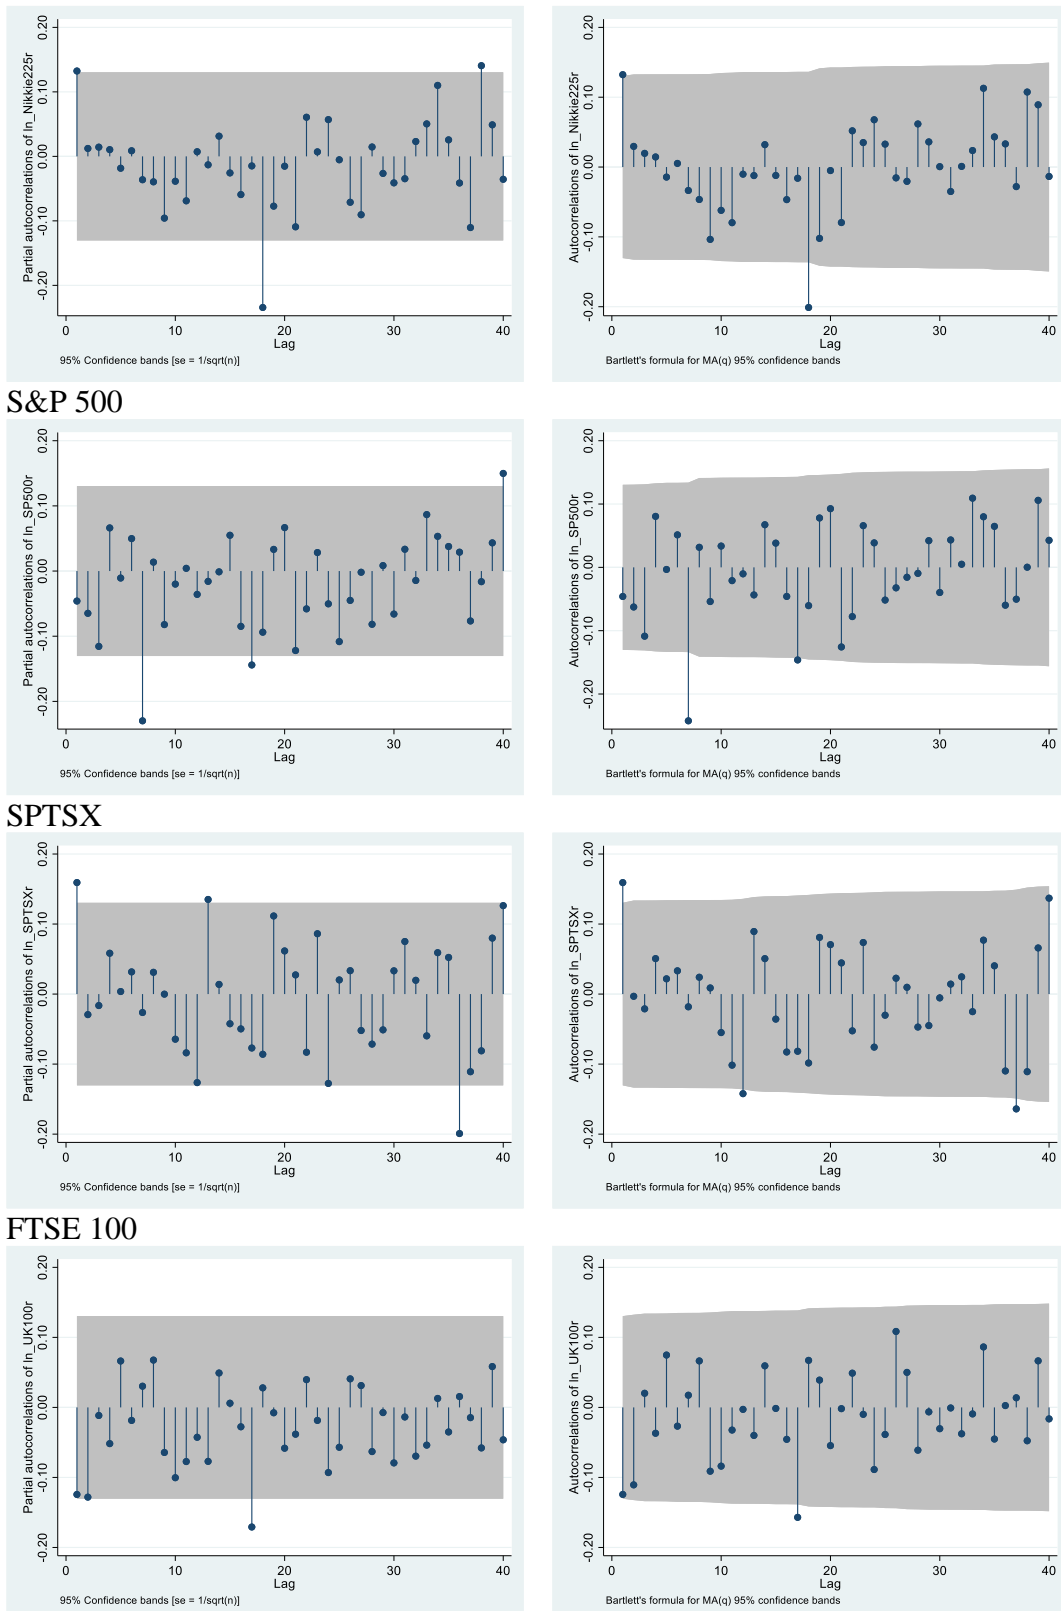 Partial autocorrelations of ln_Nikkie225r
0.20
0.10
0.00
-0.10
-0.20
0 10 20 30 40
Lag
95% Confidence bands [se = 1/sqrt(n)]
Autocorrelations of ln_Nikkie225r
0.20
0.10
0.00
-0.10
-0.20
0 10 20 30 40
Lag
Bartlett's formula for MA(q) 95% confidence bands
S&P 500
Partial autocorrelations of ln_SP500r
0.20
0.10
0.00
-0.10
-0.20
0 10 20 30 40
Lag
95% Confidence bands [se = 1/sqrt(n)]
Autocorrelations of ln_SP500r
0.20
0.10
0.00
-0.10
-0.20
0 10 20 30 40
Lag
Bartlett's formula for MA(q) 95% confidence bands
SPTSX
Partial autocorrelations of ln_SPTSXr
0.20
0.10
0.00
-0.10
-0.20
0 10 20 30 40
Lag
95% Confidence bands [se = 1/sqrt(n)]
Autocorrelations of ln_SPTSXr
0.20
0.10
0.00
-0.10
-0.20
0 10 20 30 40
Lag
Bartlett's formula for MA(q) 95% confidence bands
FTSE 100
Partial autocorrelations of ln_UK100r
0.20
0.10
0.00
-0.10
-0.20
0 10 20 30 40
Lag
95% Confidence bands [se = 1/sqrt(n)]
Autocorrelations of ln_UK100r
0.20
0.10
0.00
-0.10
-0.20
0 10 20 30 40
Lag
Bartlett's formula for MA(q) 95% confidence bands